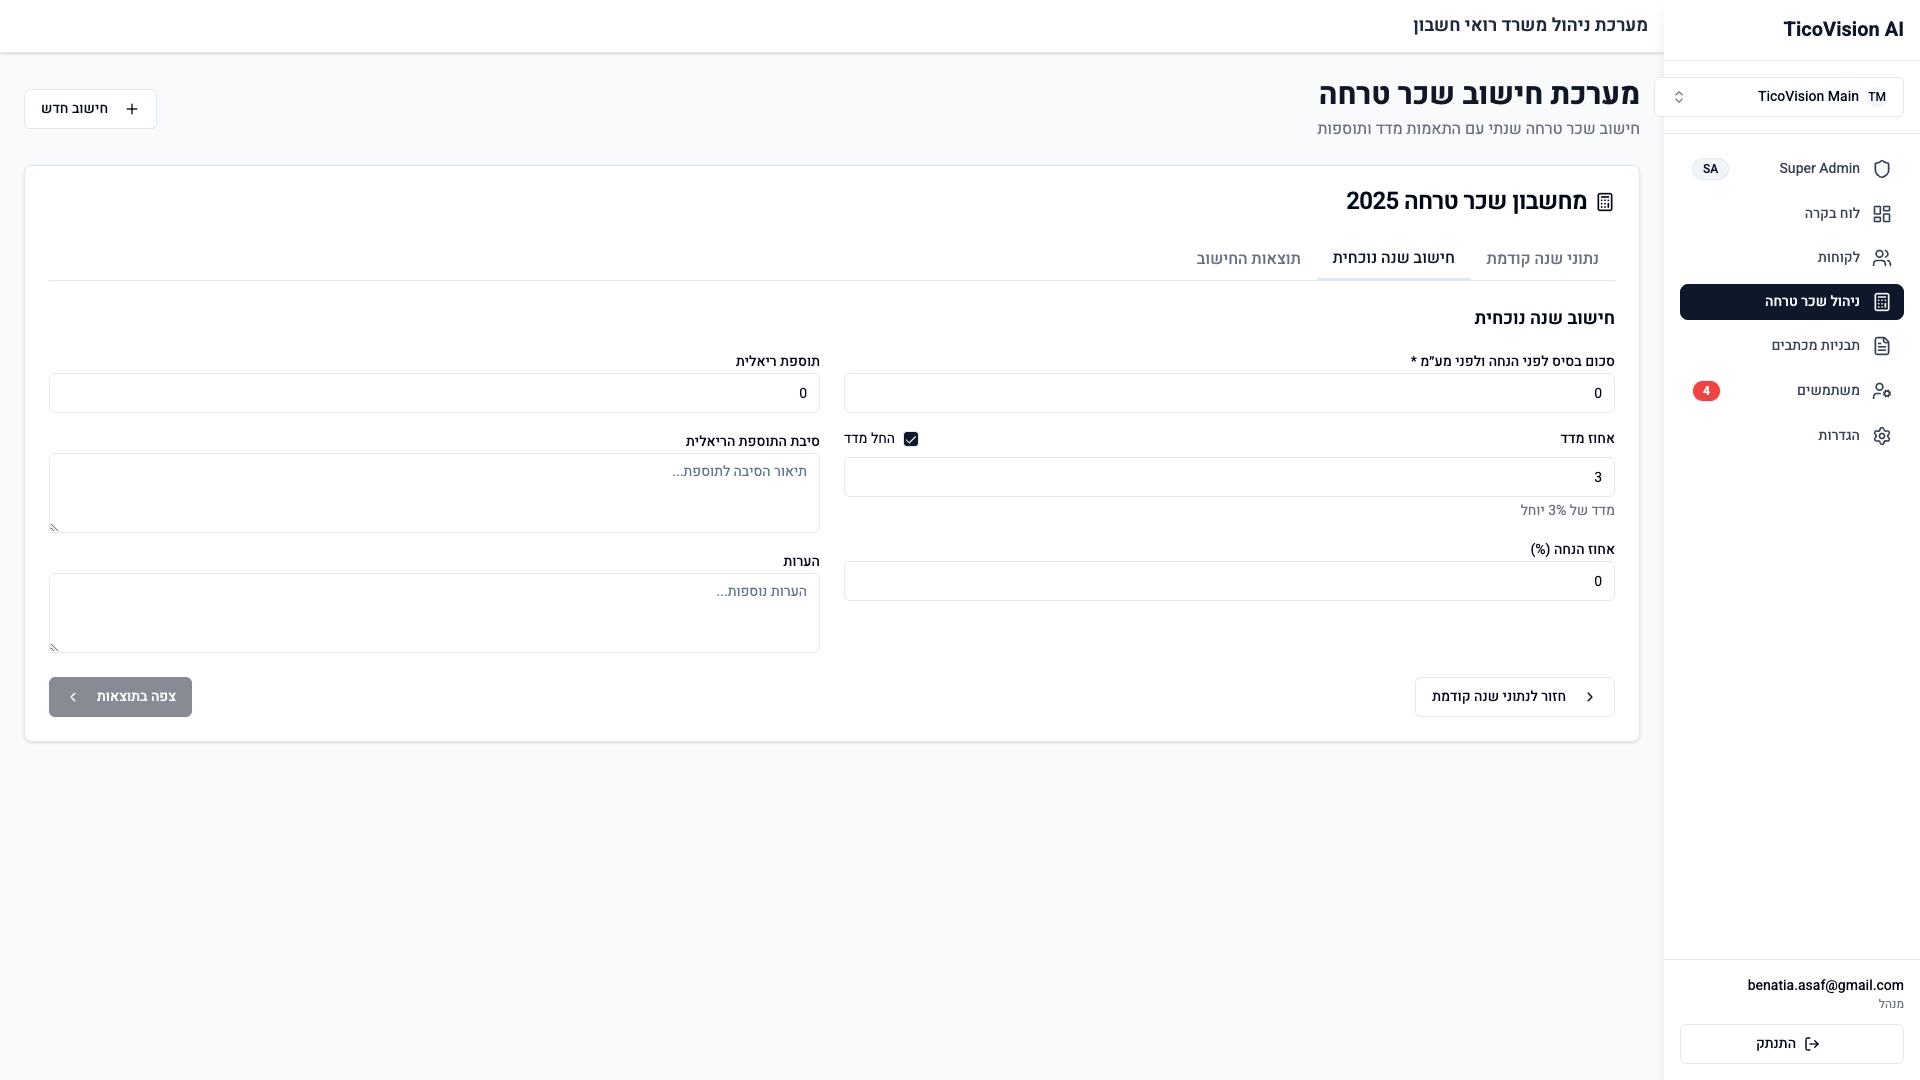 TicoVision AI
TM TicoVision Main
Super Admin SA
לוח בקרה
לקוחות
ניהול שכר טרחה
תבניות מכתבים
משתמשים 4
הגדרות
benatia.asaf@gmail.com
מנהל
התנתק
מערכת ניהול משרד רואי חשבון
מערכת חישוב שכר טרחה
חישוב שכר טרחה שנתי עם התאמות מדד ותוספות
חישוב חדש
מחשבון שכר טרחה 2025
נתוני שנה קודמת
חישוב שנה נוכחית
תוצאות החישוב
חישוב שנה נוכחית
סכום בסיס לפני הנחה ולפני מע״מ *
0
אחוז מדד
החל מדד
3
מדד של 3% יוחל
אחוז הנחה (%)
0
תוספת ריאלית
0
סיבת התוספת הריאלית
תיאור הסיבה לתוספת...
הערות
הערות נוספות...
חזור לנתוני שנה קודמת
צפה בתוצאות